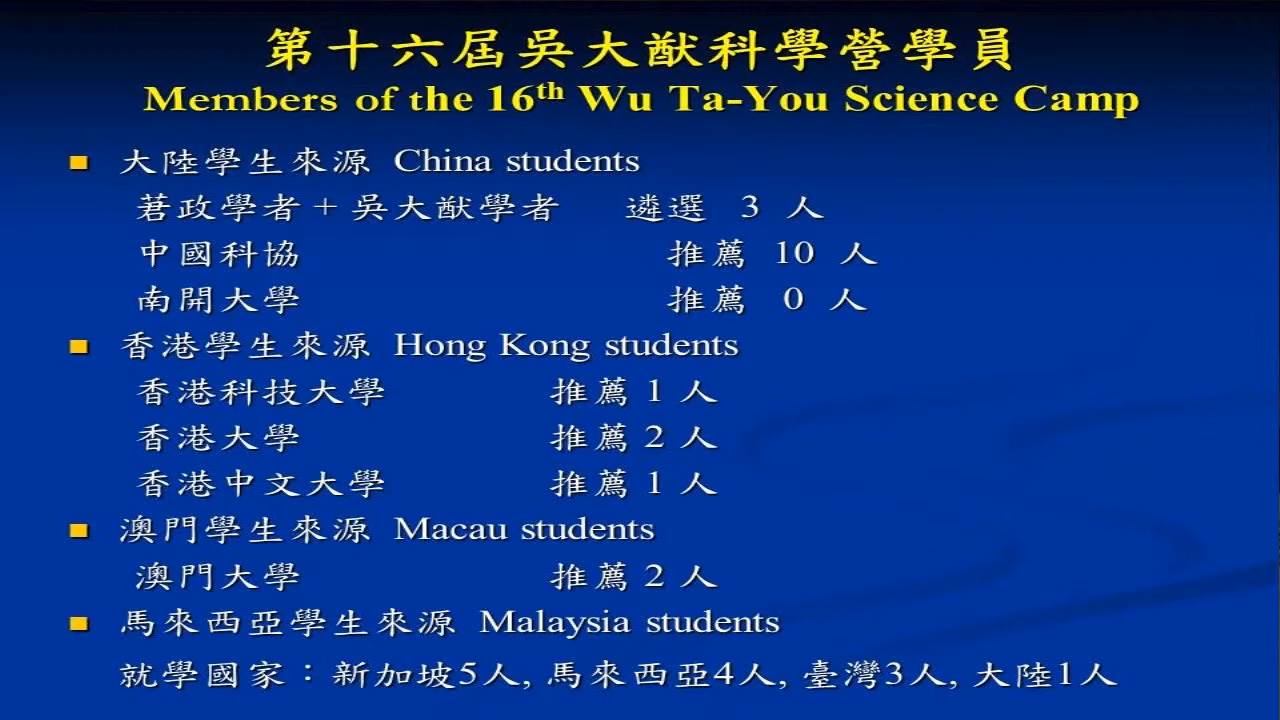 第十六屆吳大猷科學營學員
Members of the 16th Wu Ta-You Science Camp
■ 大陸學生來源 China students
莙政學者 + 吳大猷學者 遴選 3 人
中國科協 推薦 10 人
南開大學 推薦 0 人
■ 香港學生來源 Hong Kong students
香港科技大學 推薦 1 人
香港大學 推薦 2 人
香港中文大學 推薦 1 人
■ 澳門學生來源 Macau students
澳門大學 推薦 2 人
■ 馬來西亞學生來源 Malaysia students
就學國家：新加坡5人, 馬來西亞4人, 臺灣3人, 大陸1人